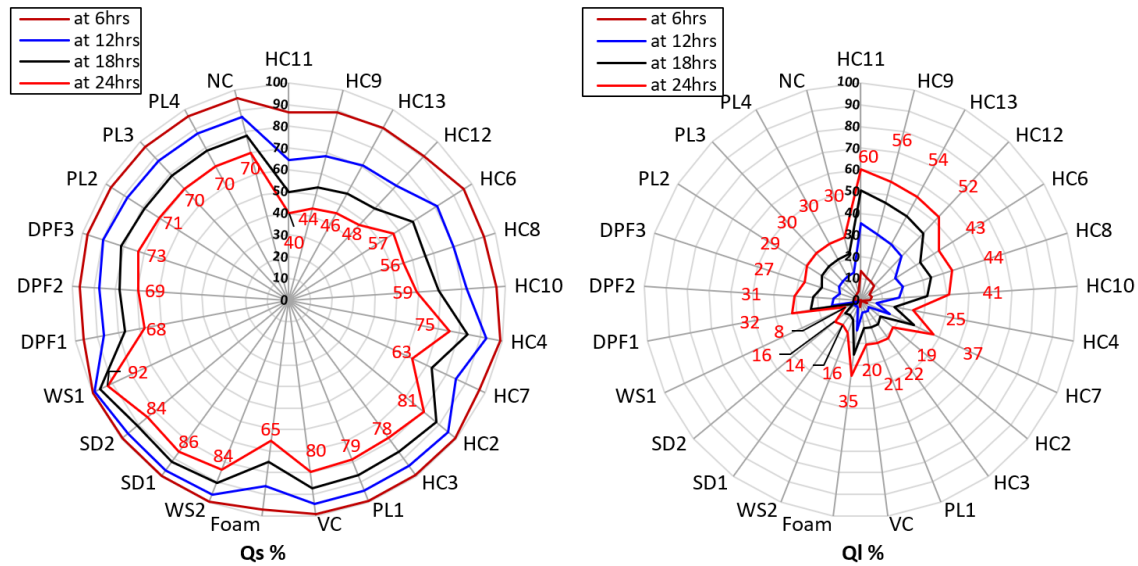 at 6hrs
at 12hrs
at 18hrs
at 24hrs
HC11
HC9
HC13
HC12
HC6
HC8
HC10
HC4
HC7
HC2
HC3
PL1
VC
Foam
WS2
SD1
SD2
WS1
DPF1
DPF2
DPF3
PL2
PL3
PL4
NC
100
90
80
70
60
50
40
30
20
10
0
40
44
46
48
57
56
59
75
63
81
78
79
80
65
84
86
84
92
68
69
73
71
70
70
70
Qs %
at 6hrs
at 12hrs
at 18hrs
at 24hrs
HC11
HC9
HC13
HC12
HC6
HC8
HC10
HC4
HC7
HC2
HC3
PL1
VC
Foam
WS2
SD1
SD2
WS1
DPF1
DPF2
DPF3
PL2
PL3
PL4
NC
100
90
80
70
60
50
40
30
20
10
0
60
56
54
52
43
44
41
25
37
19
22
21
20
35
16
14
16
8
32
31
27
29
30
30
30
Ql %